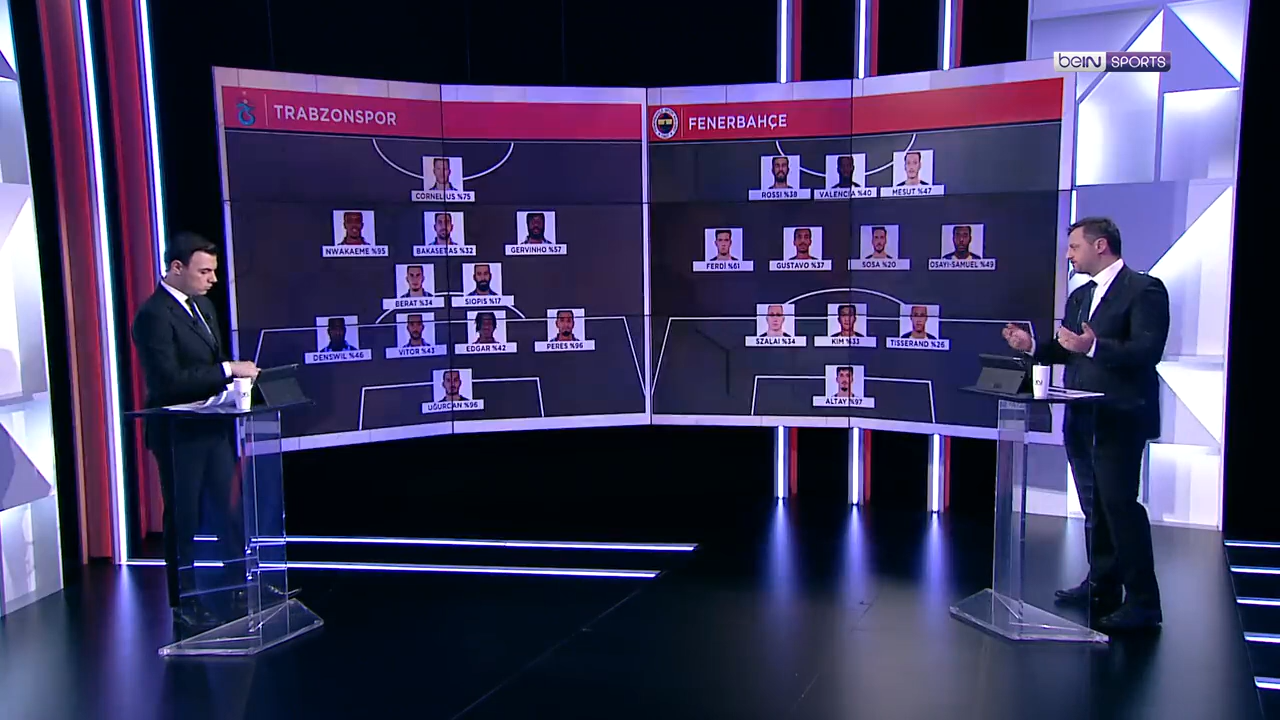 beIN SPORTS
TRABZONSPOR
CORNELIUS %75
NWAKAEME %95
BAKASETAS %32
GERVINHO %57
BERAT %34
SIOPIS %17
DENSWIL %46
VITOR %43
EDGAR %42
PERES %96
UĞURCAN %96
FENERBAHÇE
ROSSI %38
VALENCIA %40
MESUT %47
FERDİ %61
GUSTAVO %37
SOSA %20
OSAYI-SAMUEL %49
SZALAI %34
KIM %33
TISSERAND %26
ALTAY %97